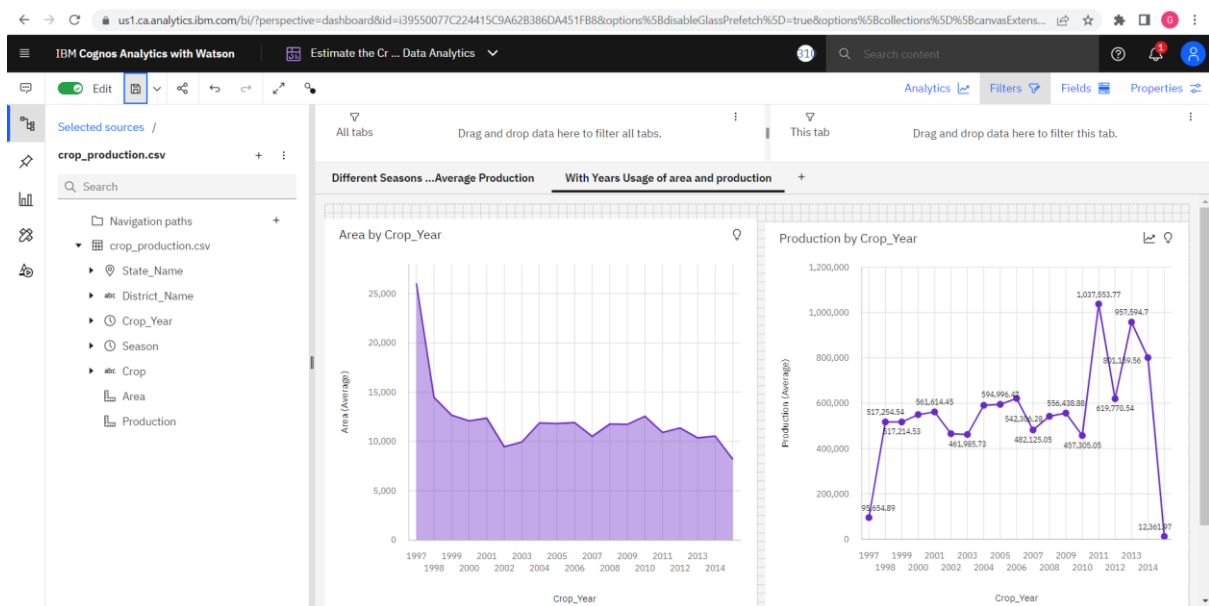 us1.ca.analytics.ibm.com/bi/?perspective=dashboard&id=i39550077C224415C9A62B386DA451FB8&options%5BdisableGlassPrefetch%5D=true&options%5Bcollections%5D%5BcanvasExtens...
G
IBM Cognos Analytics with Watson
Estimate the Cr ... Data Analytics
Search content
1
Edit
Analytics
Filters
Fields
Properties
Selected sources /
All tabs
Drag and drop data here to filter all tabs.
This tab
Drag and drop data here to filter this tab.
crop_production.csv
Search
Navigation paths
crop_production.csv
State_Name
abc District_Name
Crop_Year
Season
abc Crop
Area
Production
Different Seasons ...Average Production
With Years Usage of area and production
Area by Crop_Year
25,000
20,000
15,000
10,000
5,000
0
Area (Average)
1997 1999 2001 2003 2005 2007 2009 2011 2013
1998 2000 2002 2004 2006 2008 2010 2012 2014
Crop_Year
Production by Crop_Year
1,200,000
1,000,000
800,000
600,000
400,000
200,000
0
Production (Average)
1,037,553.77
957,594.7
801,159.56
594,996.47
561,614.45
556,438.88
517,254.54
619,770.54
542,306.28
517,214.53
461,985.73
482,125.05
457,305.05
95,654.89
12,361.97
1997 1999 2001 2003 2005 2007 2009 2011 2013
1998 2000 2002 2004 2006 2008 2010 2012 2014
Crop_Year